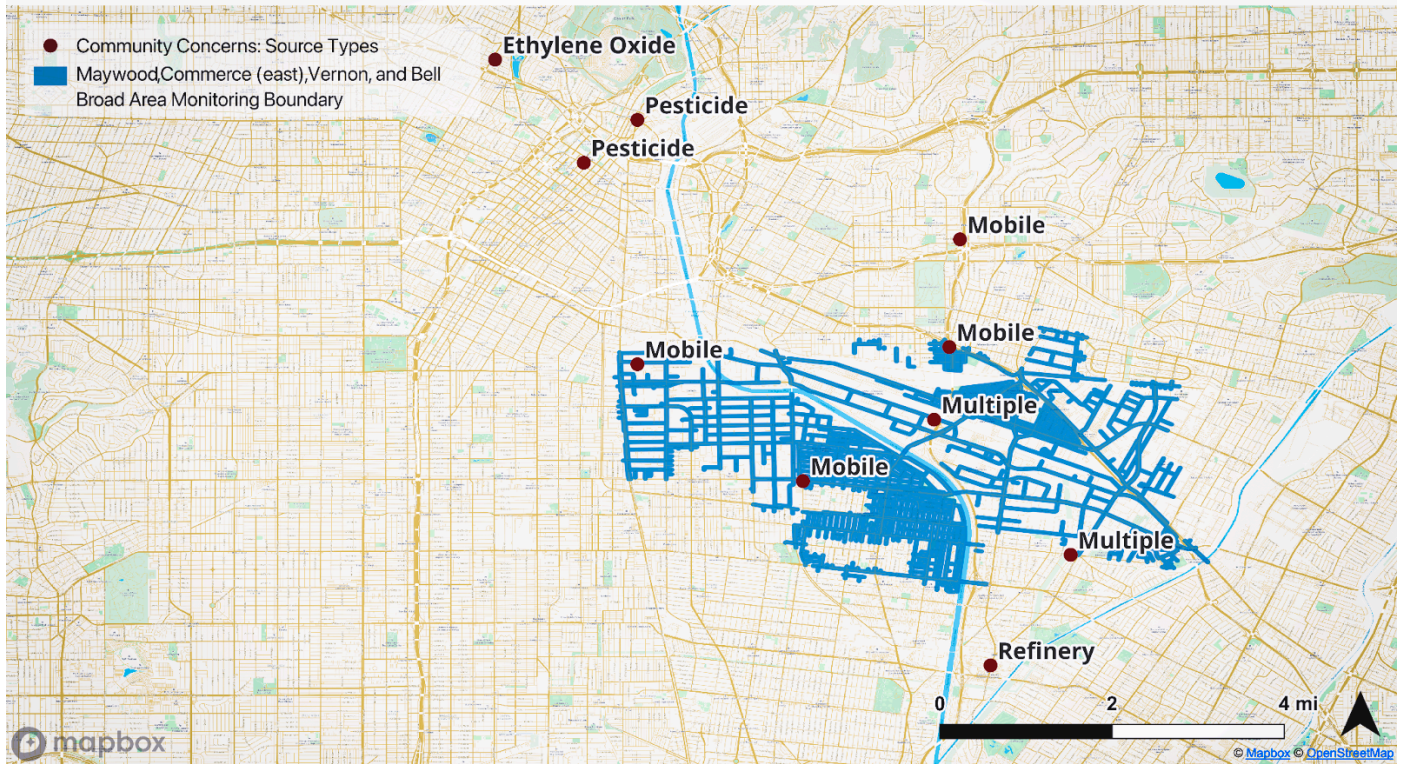 Community Concerns: Source Types
Maywood,Commerce (east),Vernon, and Bell
Broad Area Monitoring Boundary
Ethylene Oxide
Pesticide
Pesticide
Mobile
Mobile
Mobile
Multiple
Mobile
Multiple
Refinery
0 2 4 mi
mapbox
© Mapbox © OpenStreetMap